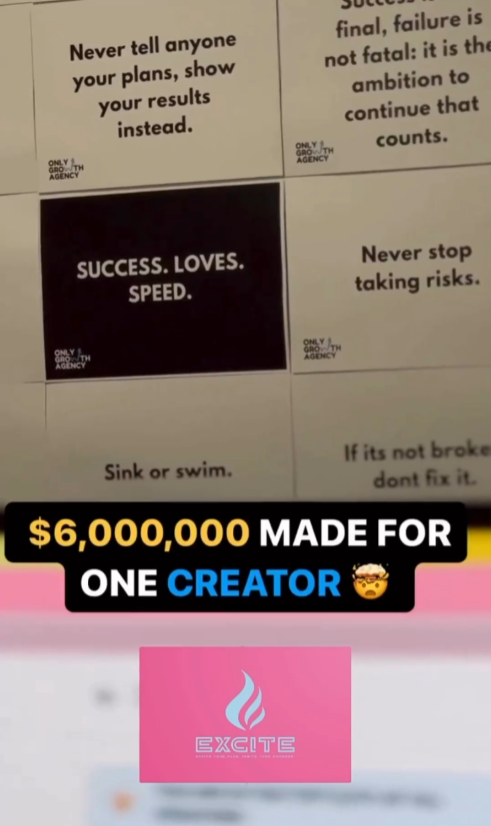 Never tell anyone
your plans, show
your results
instead.
ONLY
GROWTH
AGENCY
final, failure is
not fatal: it is the
ambition to
continue that
counts.
ONLY
GROWTH
AGENCY
SUCCESS. LOVES.
SPEED.
ONLY
GROWTH
AGENCY
Never stop
taking risks.
ONLY
GROWTH
AGENCY
Sink or swim.
If its not broke
dont fix it.
$6,000,000 MADE FOR
ONE CREATOR 🤯
EXCITE